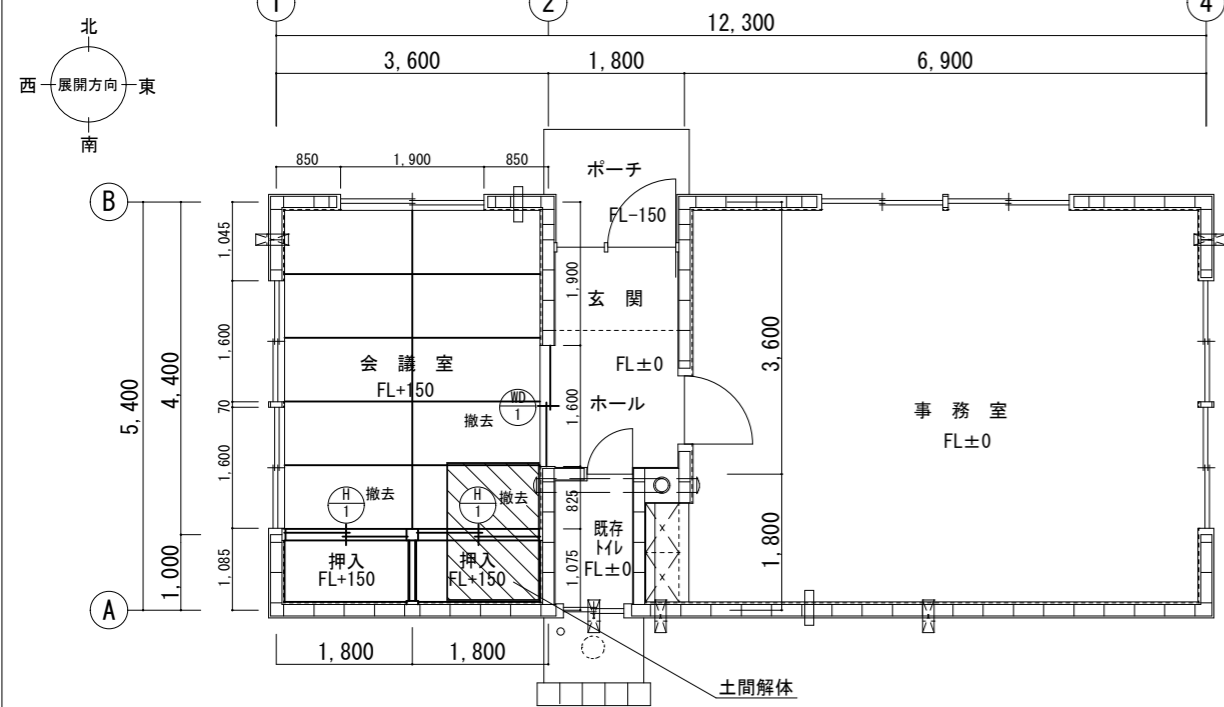 1
2
4
12,300
3,600
1,800
6,900
北
西
展開方向
東
南
850
1,900
850
ポーチ
FL-150
B
1,045
1,900
玄 関
1,600
4,400
5,400
会 議 室
FL+150
FL±0
3,600
70
WD
1
撤去
1,600
ホール
事 務 室
FL±0
1,600
H
1
撤去
H
1
撤去
825
既存
トイレ
FL±0
1,800
1,000
1,085
押入
FL+150
押入
FL+150
1,075
A
1,800
1,800
土間解体